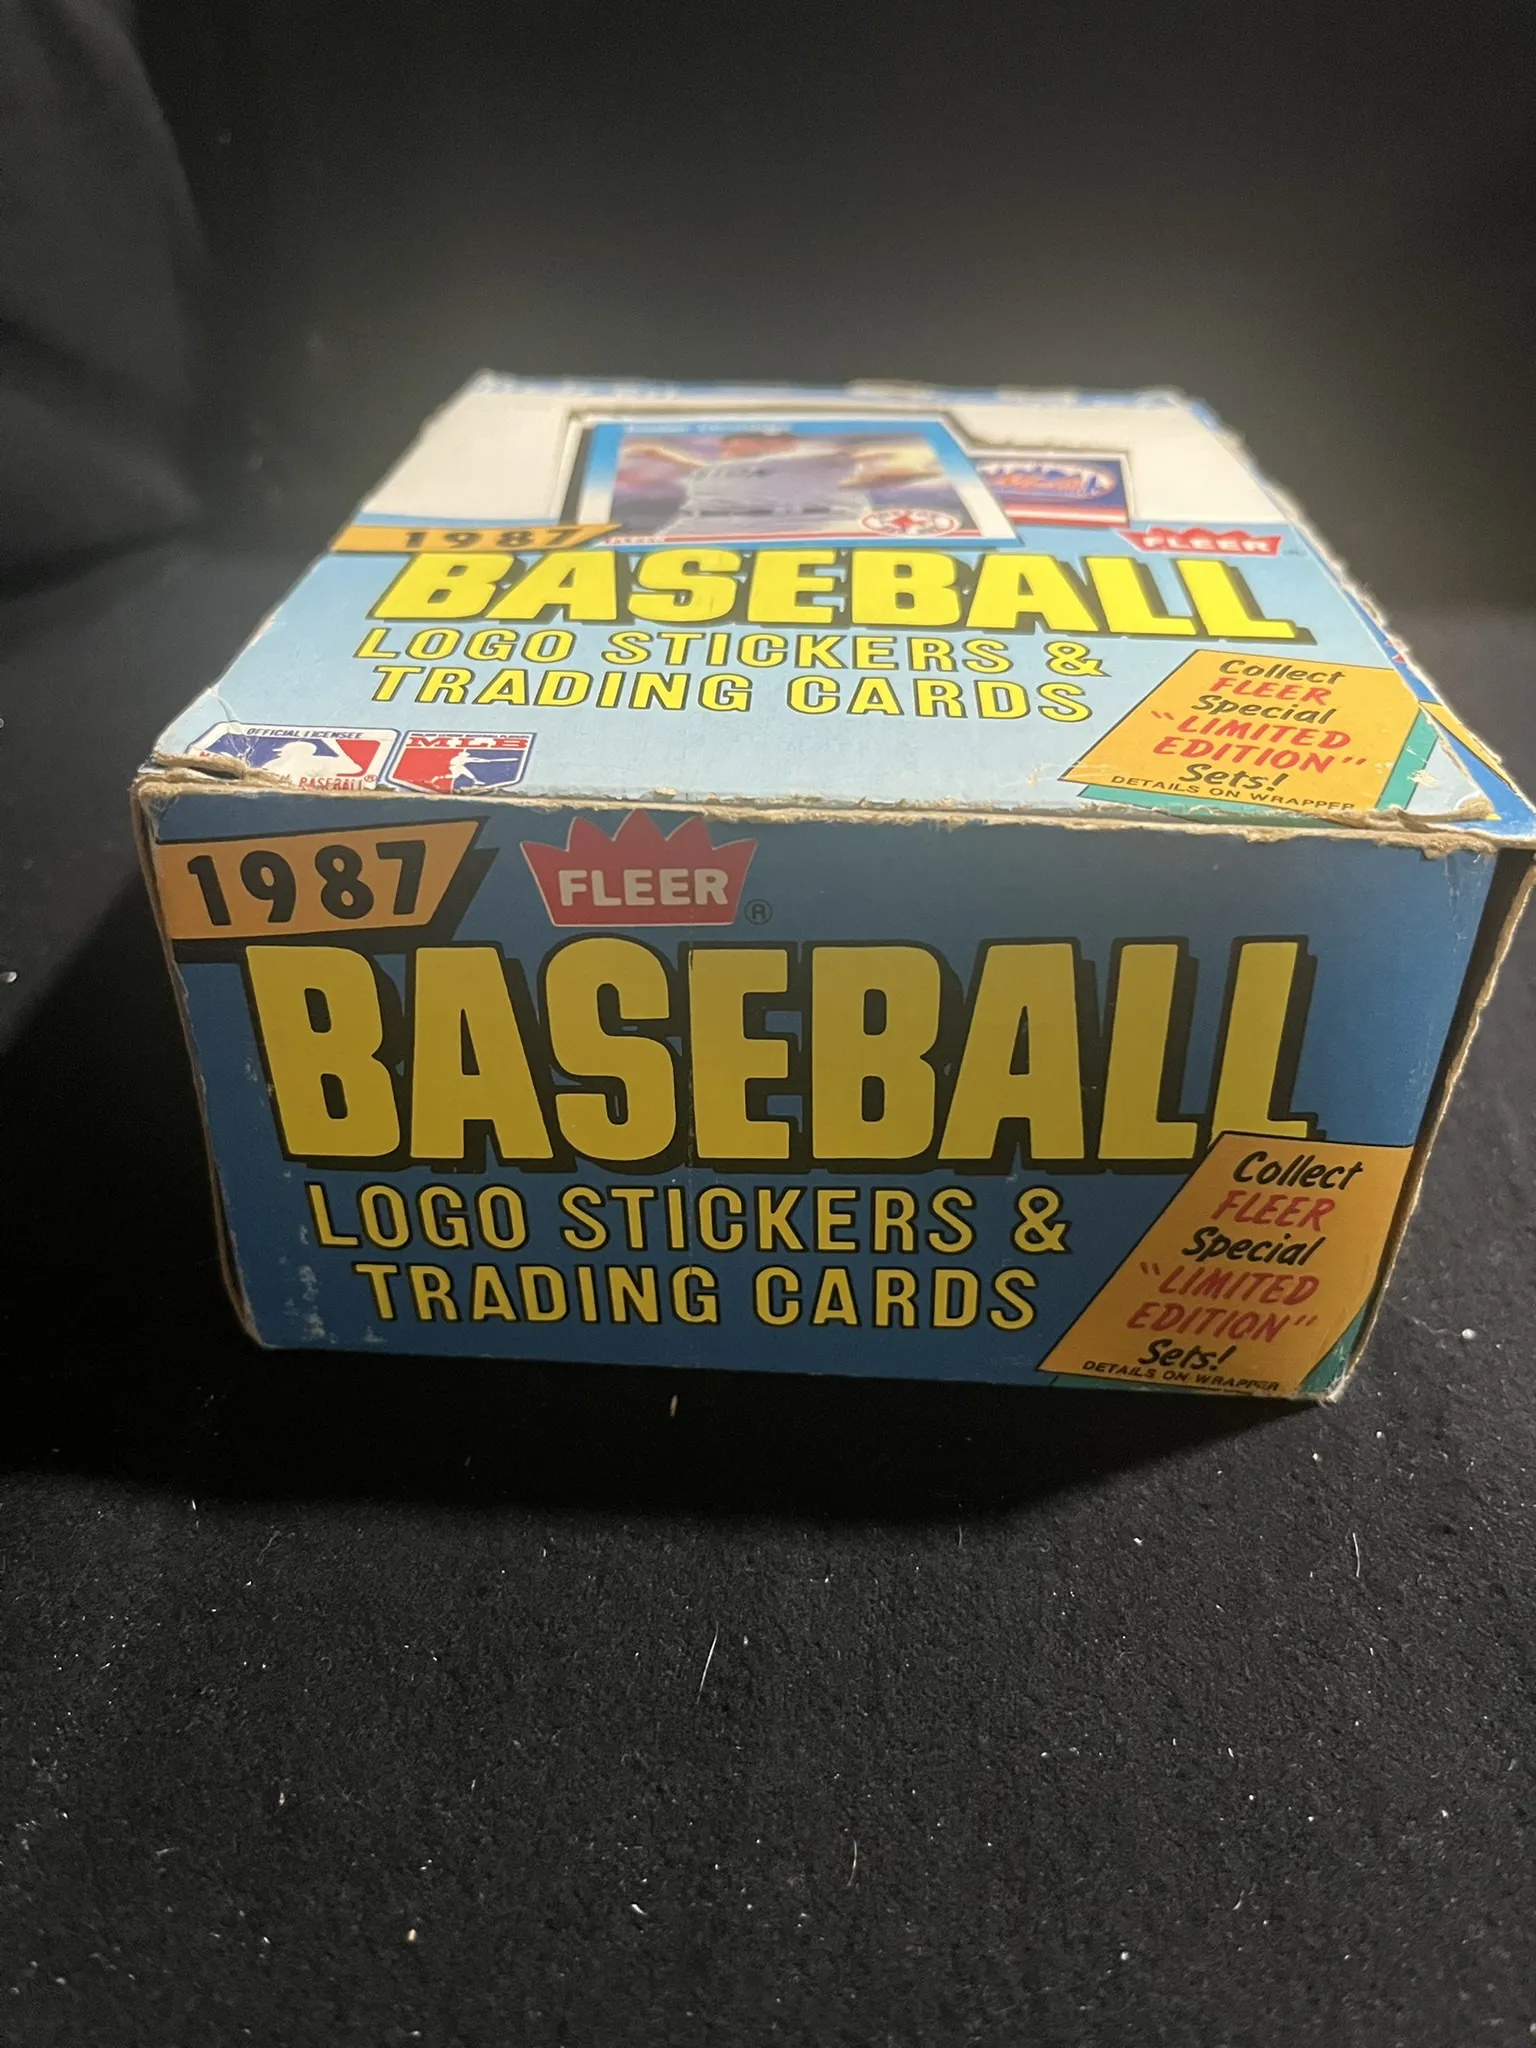 1987
FLEER
BASEBALL
LOGO STICKERS &
TRADING CARDS
Collect
FLEER
Special
"LIMITED
EDITION"
Sets!
DETAILS ON WRAPPER
OFFICIAL LICENSEE
BASEBALL®
MLB
1987
FLEER®
BASEBALL
LOGO STICKERS &
TRADING CARDS
Collect
FLEER
Special
"LIMITED
EDITION"
Sets!
DETAILS ON WRAPPER